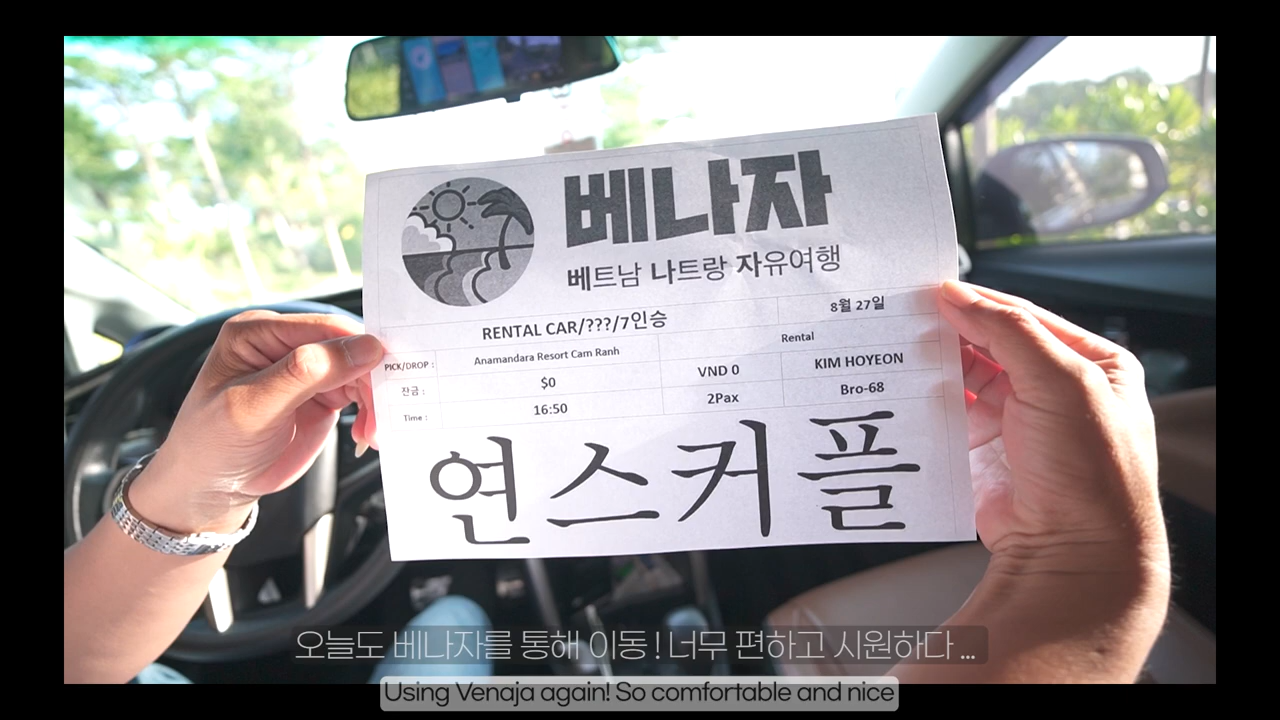 베나자
베트남 나트랑 자유여행
RENTAL CAR/???/7인승 8월 27일
PICK/DROP : Anamandara Resort Cam Ranh Rental
잔금 : $0 VND 0 KIM HOYEON
Time : 16:50 2Pax Bro-68
연스커플
오늘도 베나자를 통해 이동 ! 너무 편하고 시원하다 ...
Using Venaja again! So comfortable and nice